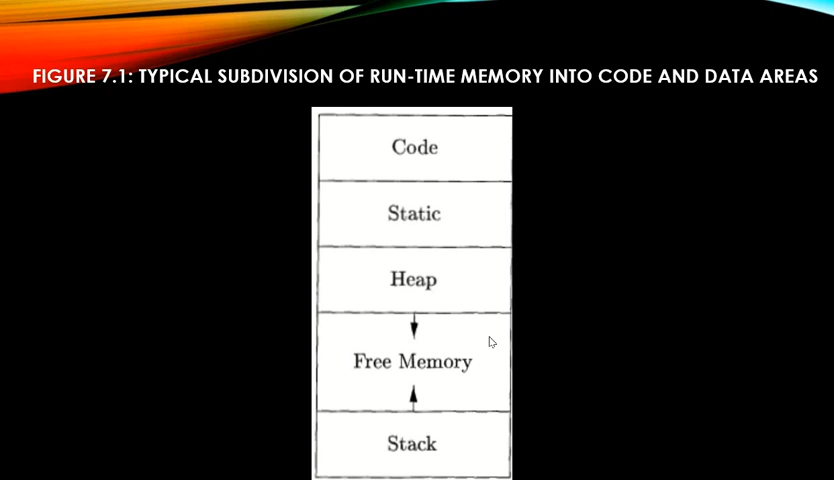 FIGURE 7.1: TYPICAL SUBDIVISION OF RUN-TIME MEMORY INTO CODE AND DATA AREAS
Code
Static
Heap
Free Memory
Stack